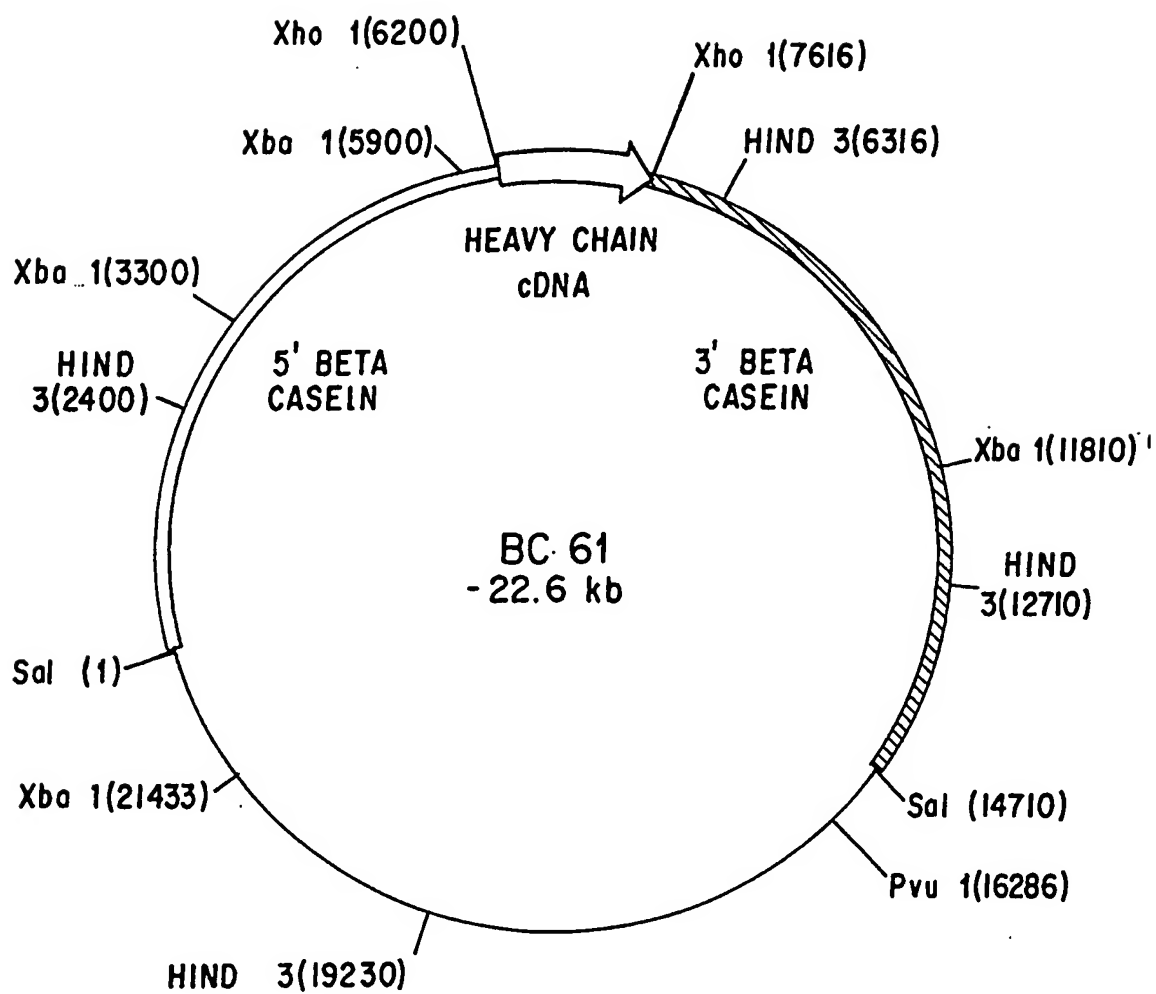 Xho 1(6200)
Xho 1(7616)
Xba 1(5900)
HIND 3(6316)
HEAVY CHAIN
cDNA
Xba 1(3300)
HIND
3(2400)
5' BETA
CASEIN
3' BETA
CASEIN
Xba 1(11810)
BC 61
-22.6 kb
HIND
3(12710)
Sal (1)
Xba 1(21433)
Sal (14710)
Pvu 1(16286)
HIND 3(19230)